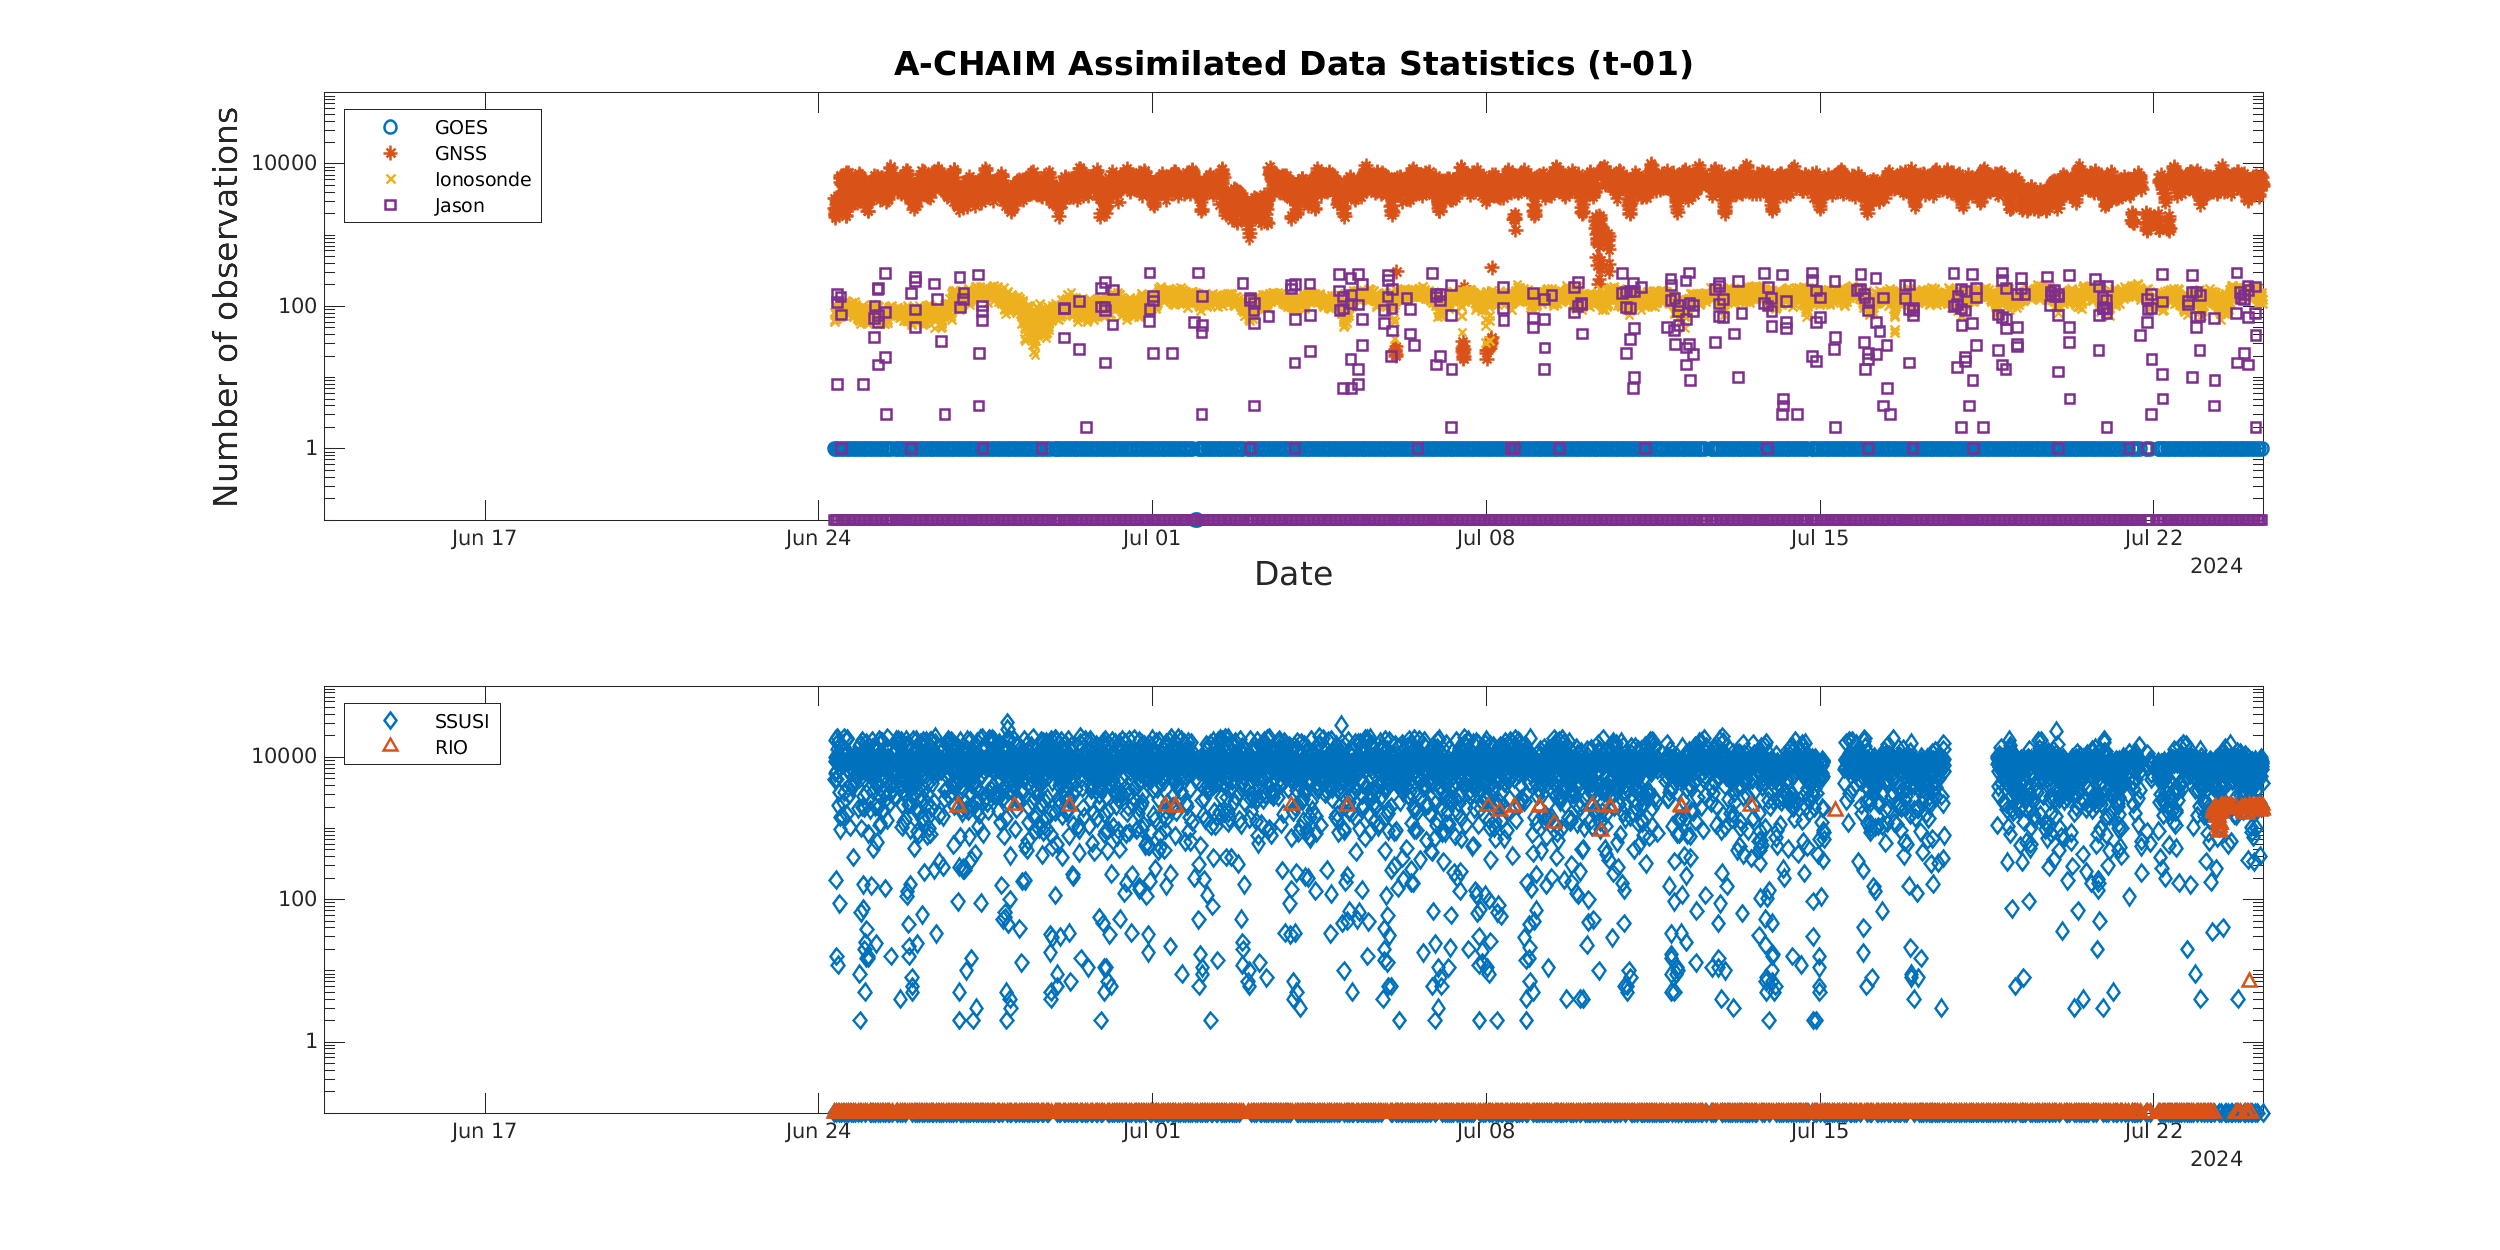 A-CHAIM Assimilated Data Statistics (t-01)
Number of observations
10000
100
1
GOES
GNSS
Ionosonde
Jason
Jun 17
Jun 24
Jul 01
Jul 08
Jul 15
Jul 22
2024
Date
10000
100
1
SSUSI
RIO
Jun 17
Jun 24
Jul 01
Jul 08
Jul 15
Jul 22
2024